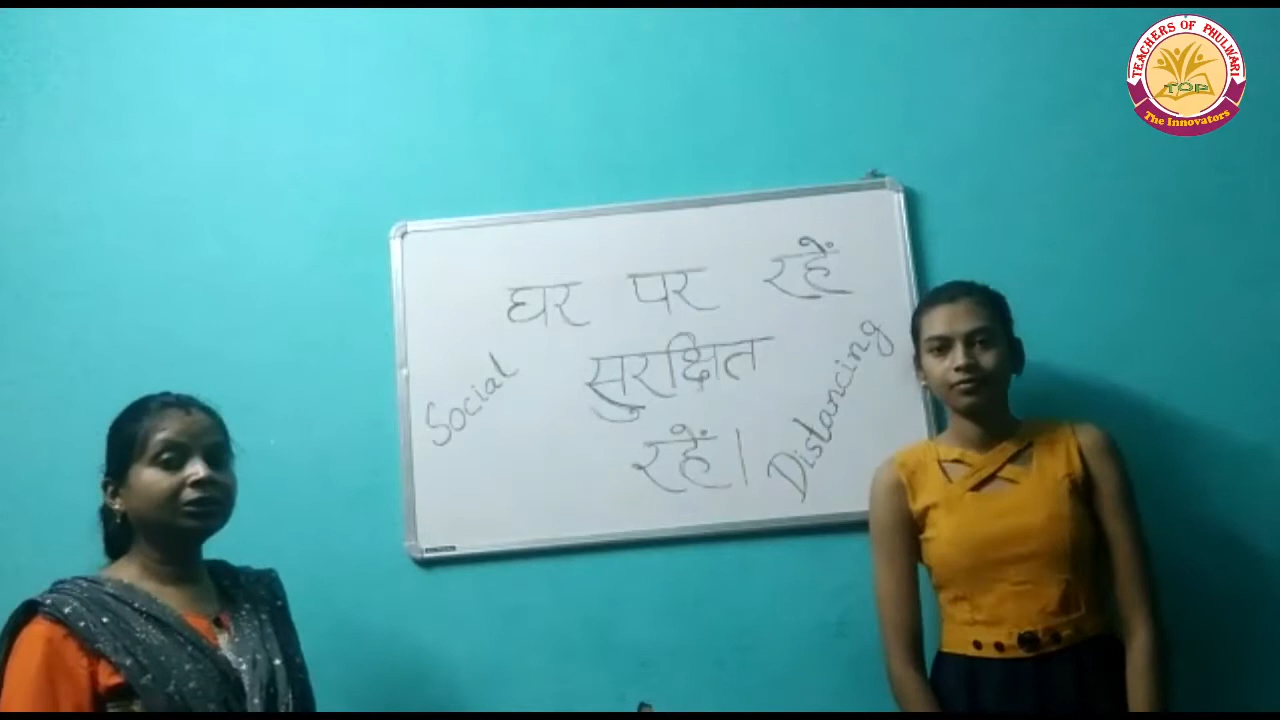 TEACHERS OF PHULWARI
TOP
The Innovators
घर पर रहें
सुरक्षित
रहें।
Social
Distancing